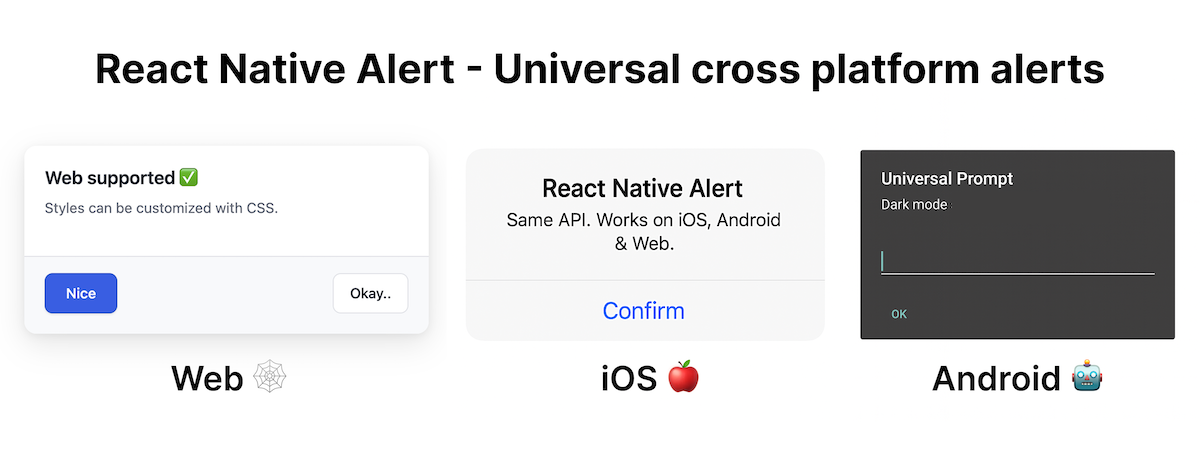 React Native Alert - Universal cross platform alerts
Web supported ✅
Styles can be customized with CSS.
Nice
Okay..
Web 🕸️
React Native Alert
Same API. Works on iOS, Android
& Web.
Confirm
iOS 🍎
Universal Prompt
Dark mode
OK
Android 🤖